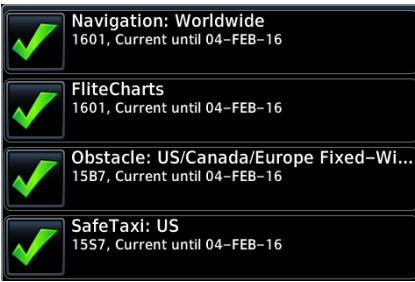 Navigation: Worldwide
1601, Current until 04-FEB-16
FliteCharts
1601, Current until 04-FEB-16
Obstacle: US/Canada/Europe Fixed-Wi...
15B7, Current until 04-FEB-16
SafeTaxi: US
15S7, Current until 04-FEB-16